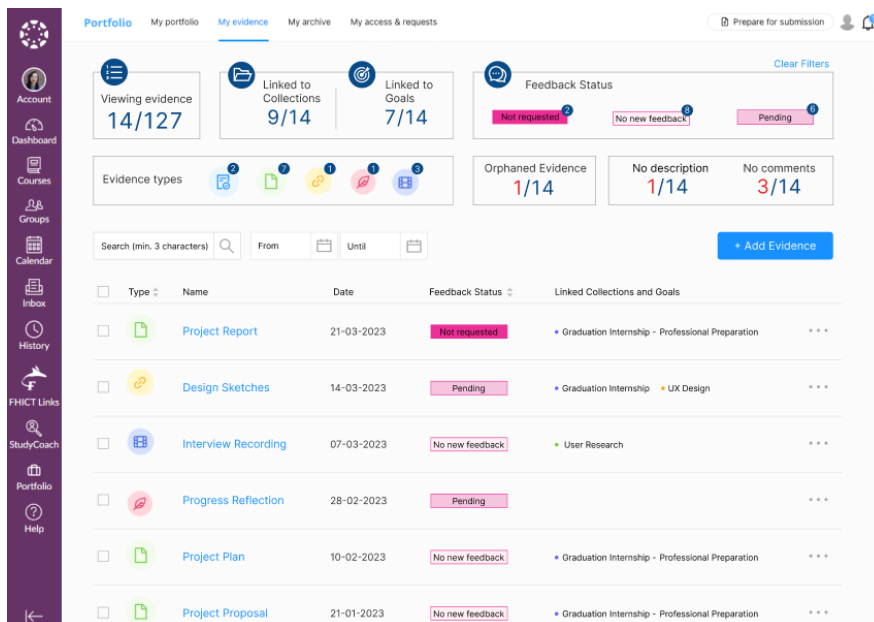 Portfolio My portfolio My evidence My archive My access & requests Prepare for submission
Account
Dashboard
Courses
Groups
Calendar
Inbox
History
FHICT Links
StudyCoach
Portfolio
Help
Clear Filters
Viewing evidence
14/127
Linked to
Collections
9/14
Linked to
Goals
7/14
Feedback Status
Not requested 2
No new feedback 8
Pending 6
Evidence types 2 7 1 1 3
Orphaned Evidence
1/14
No description
1/14
No comments
3/14
Search (min. 3 characters) From Until + Add Evidence
Type Name Date Feedback Status Linked Collections and Goals
Project Report 21-03-2023 Not requested • Graduation Internship - Professional Preparation
Design Sketches 14-03-2023 Pending • Graduation Internship • UX Design
Interview Recording 07-03-2023 No new feedback • User Research
Progress Reflection 28-02-2023 Pending
Project Plan 10-02-2023 No new feedback • Graduation Internship - Professional Preparation
Project Proposal 21-01-2023 No new feedback • Graduation Internship - Professional Preparation